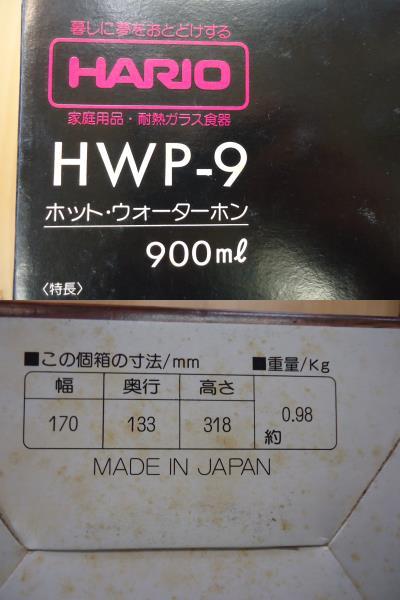 暮しに夢をおとどけする
HARIO
家庭用品・耐熱ガラス食器
HWP-9
ホット・ウォーターホン
900ml
〈特長〉
■この個箱の寸法/mm ■重量/Kg
幅 奥行 高さ
170 133 318 約 0.98
MADE IN JAPAN